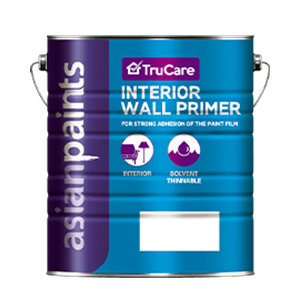 asianpaints
TruCare
INTERIOR
WALL PRIMER
FOR STRONG ADHESION OF THE PAINT FILM
INTERIOR
SOLVENT
THINNABLE